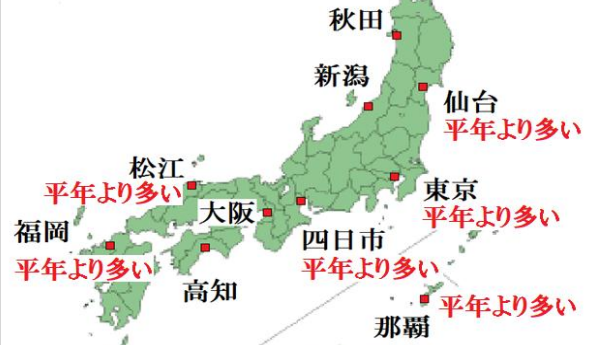 秋田
新潟
仙台
平年より多い
松江
平年より多い
大阪
東京
平年より多い
福岡
平年より多い
四日市
平年より多い
高知
那覇
平年より多い